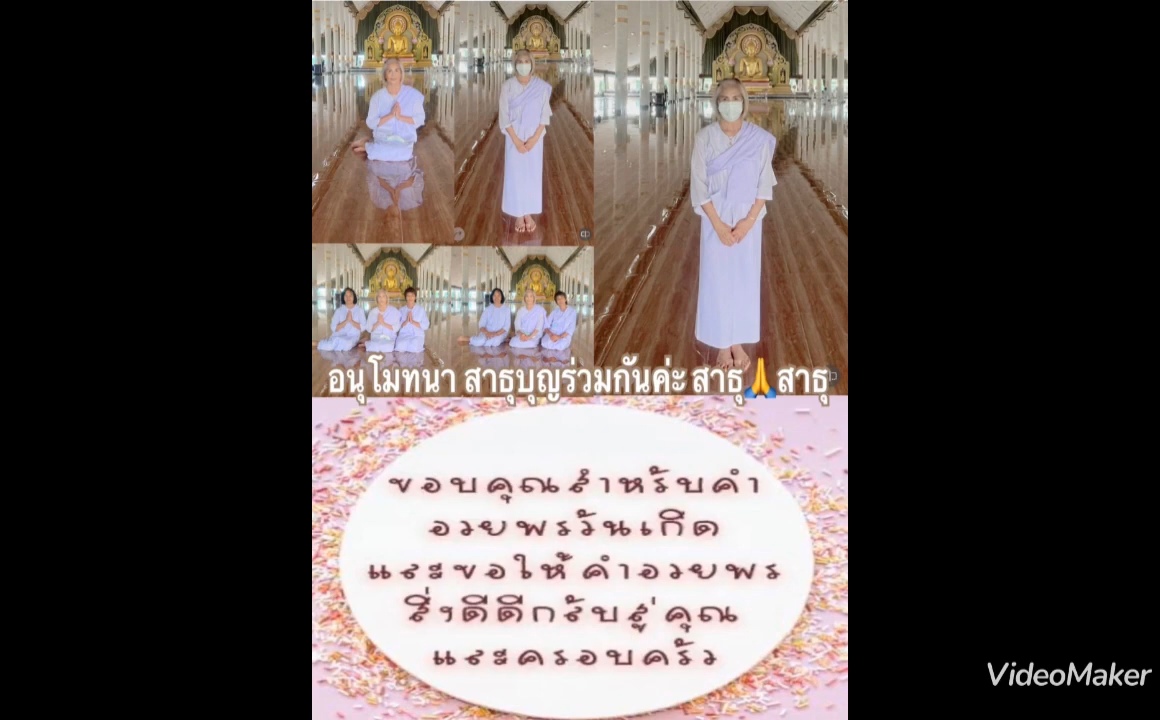 อนุโมทนา สาธุบุญร่วมกันค่ะ สาธุ🙏สาธุ
ขอบคุณสำหรับคำ
อวยพรวันเกิด
และขอให้ คำอวยพร
สิ่งดีดีกลับสู่ คุณ
และครอบครัว
VideoMaker